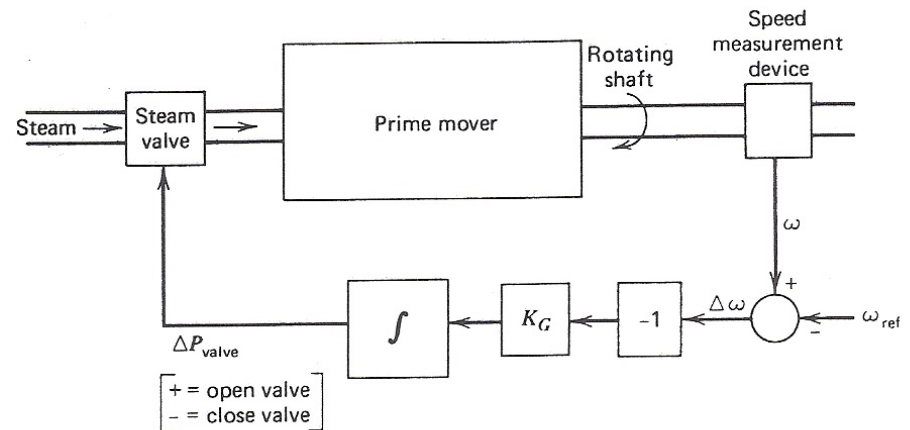 Speed
measurement
device
Rotating
shaft
Steam
Steam
valve
Prime mover
ω
+
ω_ref
−
Δω
−1
K_G
∫
ΔP_valve
+ = open valve
− = close valve